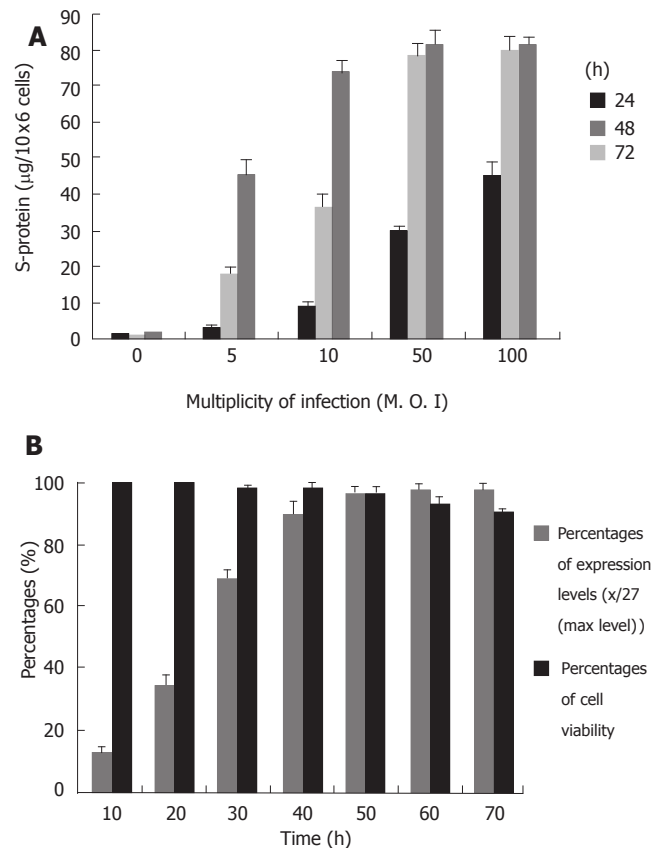 A
S-protein (μg/10x6 cells)
90
80
70
60
50
40
30
20
10
0
0 5 10 50 100
Multiplicity of infection (M. O. I)
(h)
24
48
72
B
Percentages (%)
100
80
60
40
20
0
10 20 30 40 50 60 70
Time (h)
Percentages
of expression
levels (x/27
(max level))
Percentages
of cell
viability